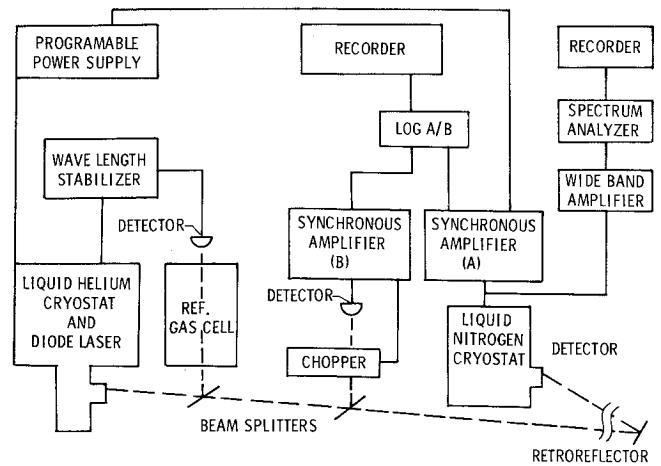 PROGRAMABLE
POWER SUPPLY
RECORDER
RECORDER
LOG A/B
SPECTRUM
ANALYZER
WAVE LENGTH
STABILIZER
WIDE BAND
AMPLIFIER
DETECTOR
SYNCHRONOUS
AMPLIFIER
(B)
SYNCHRONOUS
AMPLIFIER
(A)
LIQUID HELIUM
CRYOSTAT
AND
DIODE LASER
REF.
GAS CELL
DETECTOR
CHOPPER
LIQUID
NITROGEN
CRYOSTAT
DETECTOR
BEAM SPLITTERS
RETROREFLECTOR